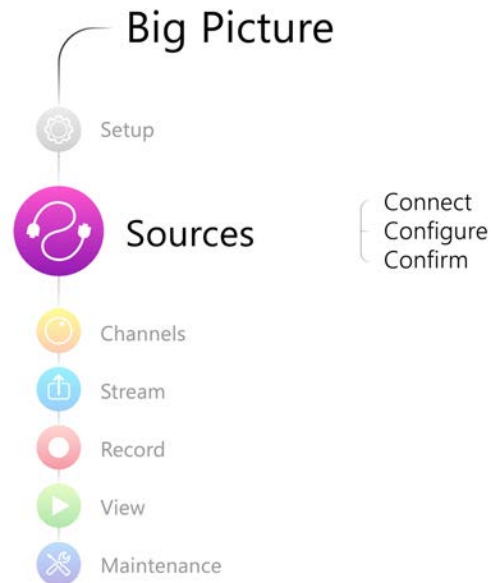 Big Picture
Setup
Sources
Connect
Configure
Confirm
Channels
Stream
Record
View
Maintenance